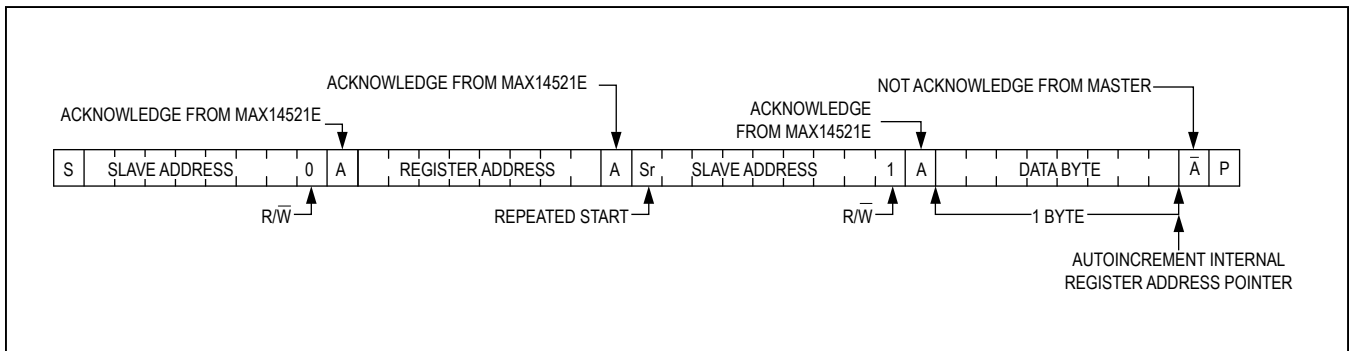 ACKNOWLEDGE FROM MAX14521E
ACKNOWLEDGE FROM MAX14521E
ACKNOWLEDGE
FROM MAX14521E
NOT ACKNOWLEDGE FROM MASTER
S SLAVE ADDRESS 0 A REGISTER ADDRESS A Sr SLAVE ADDRESS 1 A DATA BYTE A̅ P
R/W̅
REPEATED START
R/W̅
1 BYTE
AUTOINCREMENT INTERNAL
REGISTER ADDRESS POINTER